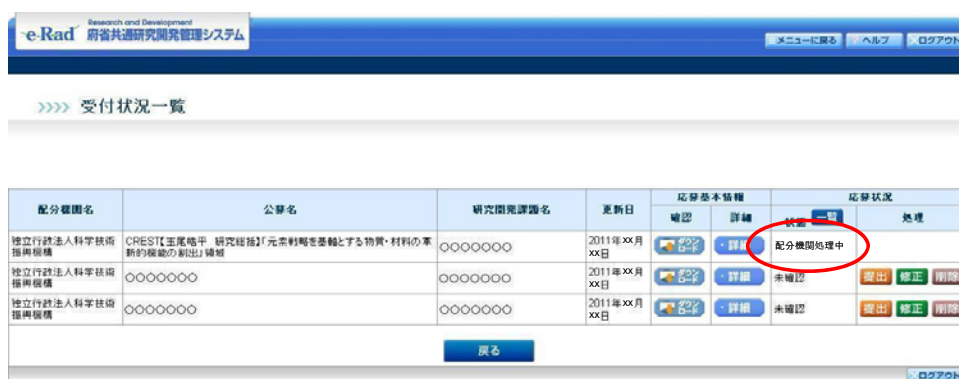 Research and Development
e-Rad 府省共通研究開発管理システム
メニューに戻る ヘルプ ログアウト
>>>> 受付状況一覧
配分機関名 公募名 研究開発課題名 更新日 応募基本情報 応募状況
確認 詳細 状態 一覧 処理
独立行政法人科学技術振興機構 CREST【玉尾皓平 研究総括】「元素戦略を基軸とする物質・材料の革新的機能の創出」領域 ○○○○○○○ 2011年xx月xx日 ダウンロード ・詳細 配分機関処理中
独立行政法人科学技術振興機構 ○○○○○○○ ○○○○○○○ 2011年xx月xx日 ダウンロード ・詳細 未確認 提出 修正 削除
独立行政法人科学技術振興機構 ○○○○○○○ ○○○○○○○ 2011年xx月xx日 ダウンロード ・詳細 未確認 提出 修正 削除
戻る
ログアウト